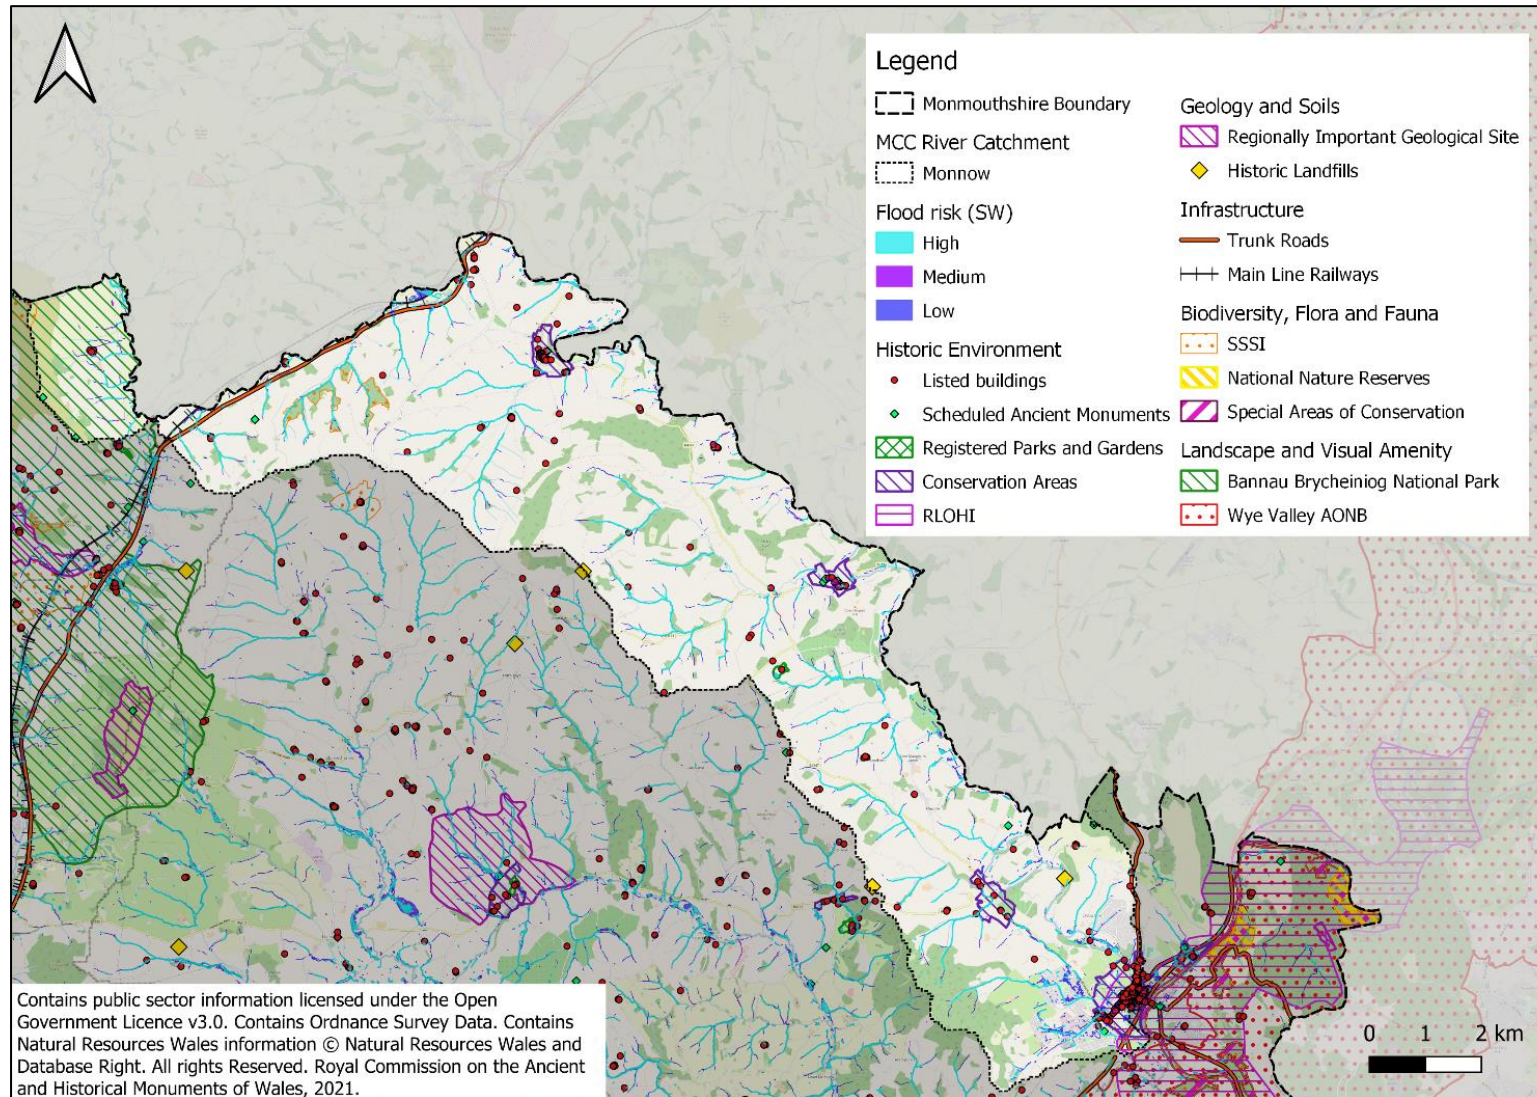 Legend
Monmouthshire Boundary
MCC River Catchment
Monnow
Flood risk (SW)
High
Medium
Low
Historic Environment
Listed buildings
Scheduled Ancient Monuments
Registered Parks and Gardens
Conservation Areas
RLOHI
Geology and Soils
Regionally Important Geological Site
Historic Landfills
Infrastructure
Trunk Roads
Main Line Railways
Biodiversity, Flora and Fauna
SSSI
National Nature Reserves
Special Areas of Conservation
Landscape and Visual Amenity
Bannau Brycheiniog National Park
Wye Valley AONB
Contains public sector information licensed under the Open
Government Licence v3.0. Contains Ordnance Survey Data. Contains
Natural Resources Wales information © Natural Resources Wales and
Database Right. All rights Reserved. Royal Commission on the Ancient
and Historical Monuments of Wales, 2021.
0 1 2 km